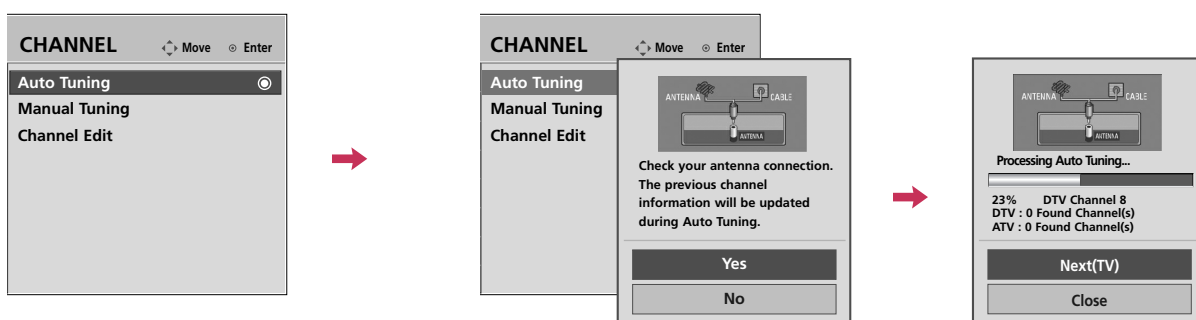 CHANNEL Move Enter
Auto Tuning
Manual Tuning
Channel Edit
CHANNEL Move Enter
Auto Tuning
Manual Tuning
Channel Edit
ANTENNA CABLE
ANTENNA
Check your antenna connection.
The previous channel
information will be updated
during Auto Tuning.
Yes
No
ANTENNA CABLE
ANTENNA
Processing Auto Tuning...
23% DTV Channel 8
DTV : 0 Found Channel(s)
ATV : 0 Found Channel(s)
Next(TV)
Close